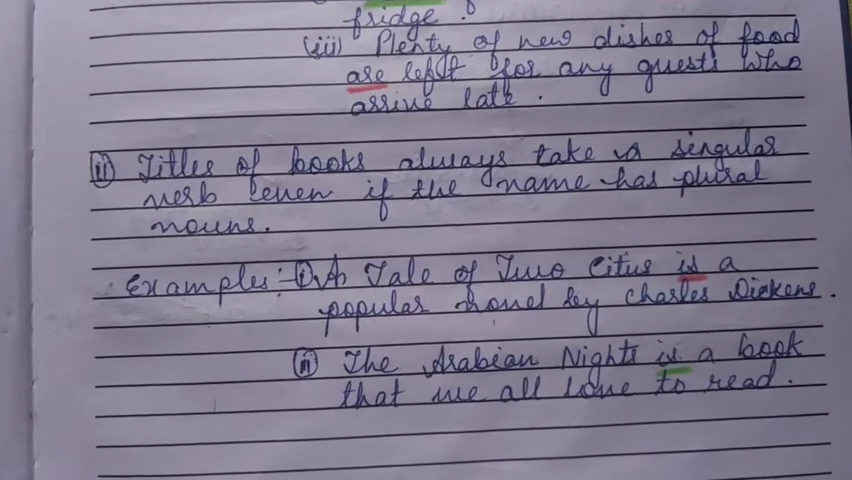 fridge.
(iii) Plenty of new dishes of food
are left for any guests who
arrive late.
(ii) Titles of books always take a singular
verb even if the name has plural
nouns.
Examples:- (i) A Tale of Two Cities is a
popular novel by Charles Dickens.
(ii) The Arabian Nights is a book
that we all love to read.